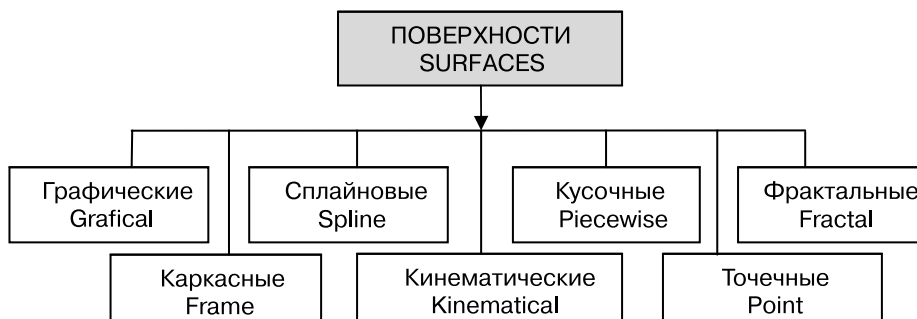 ПОВЕРХНОСТИ
SURFACES
Графические
Grafical
Сплайновые
Spline
Кусочные
Piecewise
Фрактальные
Fractal
Каркасные
Frame
Кинематические
Kinematical
Точечные
Point